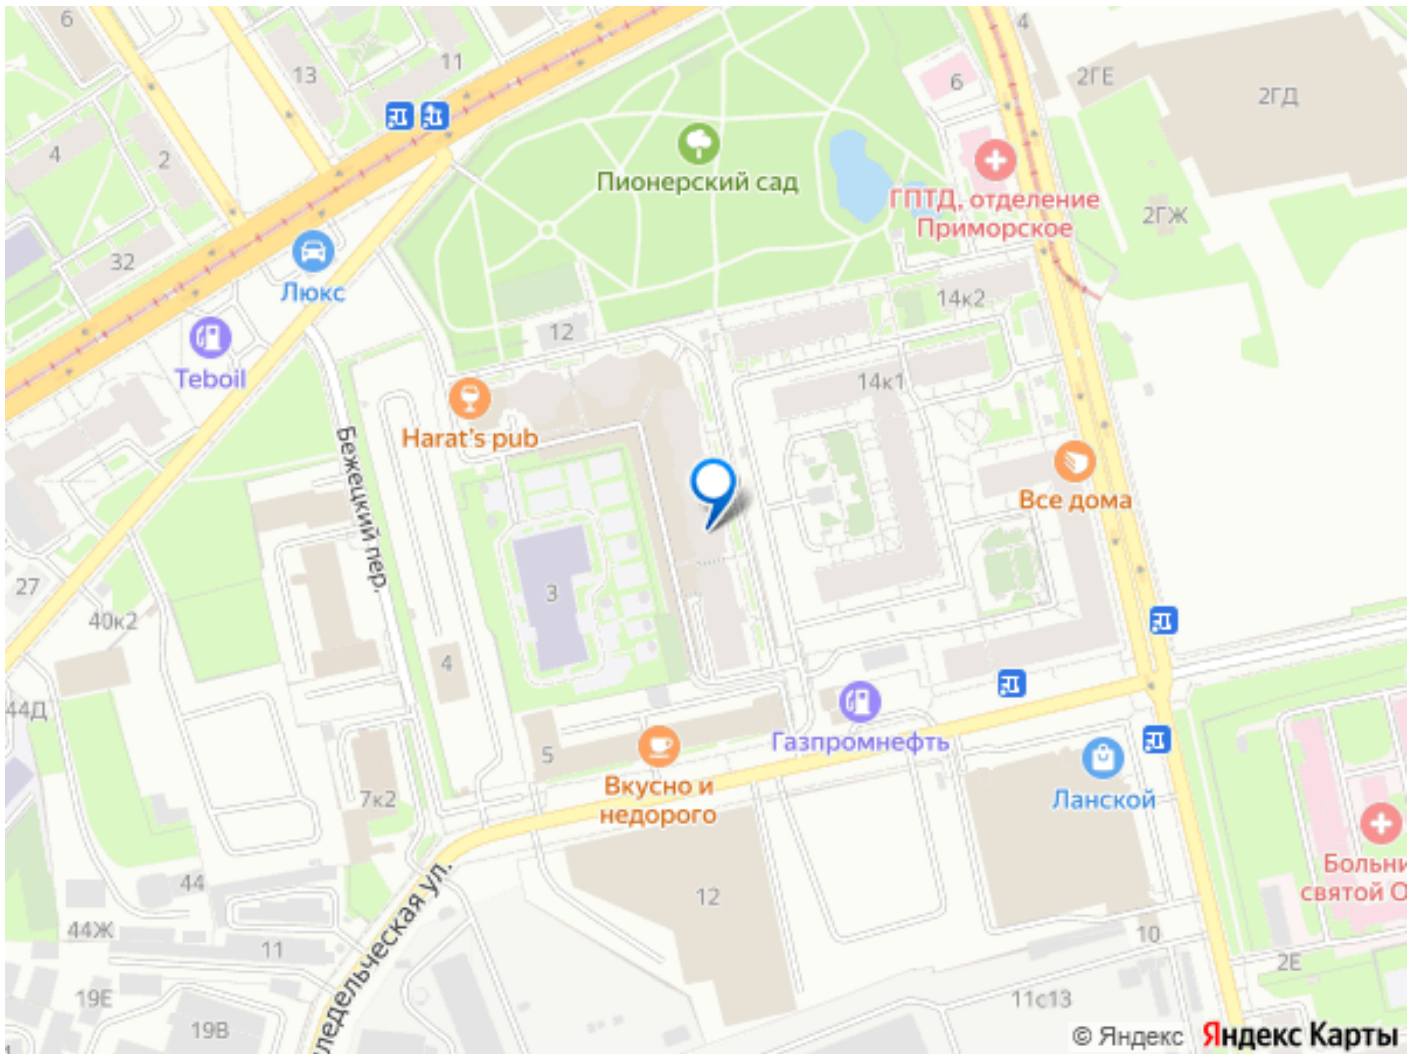 6
4
11
13
2ГЕ
2ГД
6
4
2
Пионерский сад
ГПТД, отделение
Приморское
2ГЖ
32
Люкс
14к2
12
Teboil
14к1
Harat's pub
Бежецкий пер.
Все дома
27
3
40к2
4
44Д
Газпромнефть
5
Вкусно и
недорого
7к2
Ланской
44
12
44Ж
11
10
2Е
19Е
11с13
19В
© Яндекс Яндекс Карты